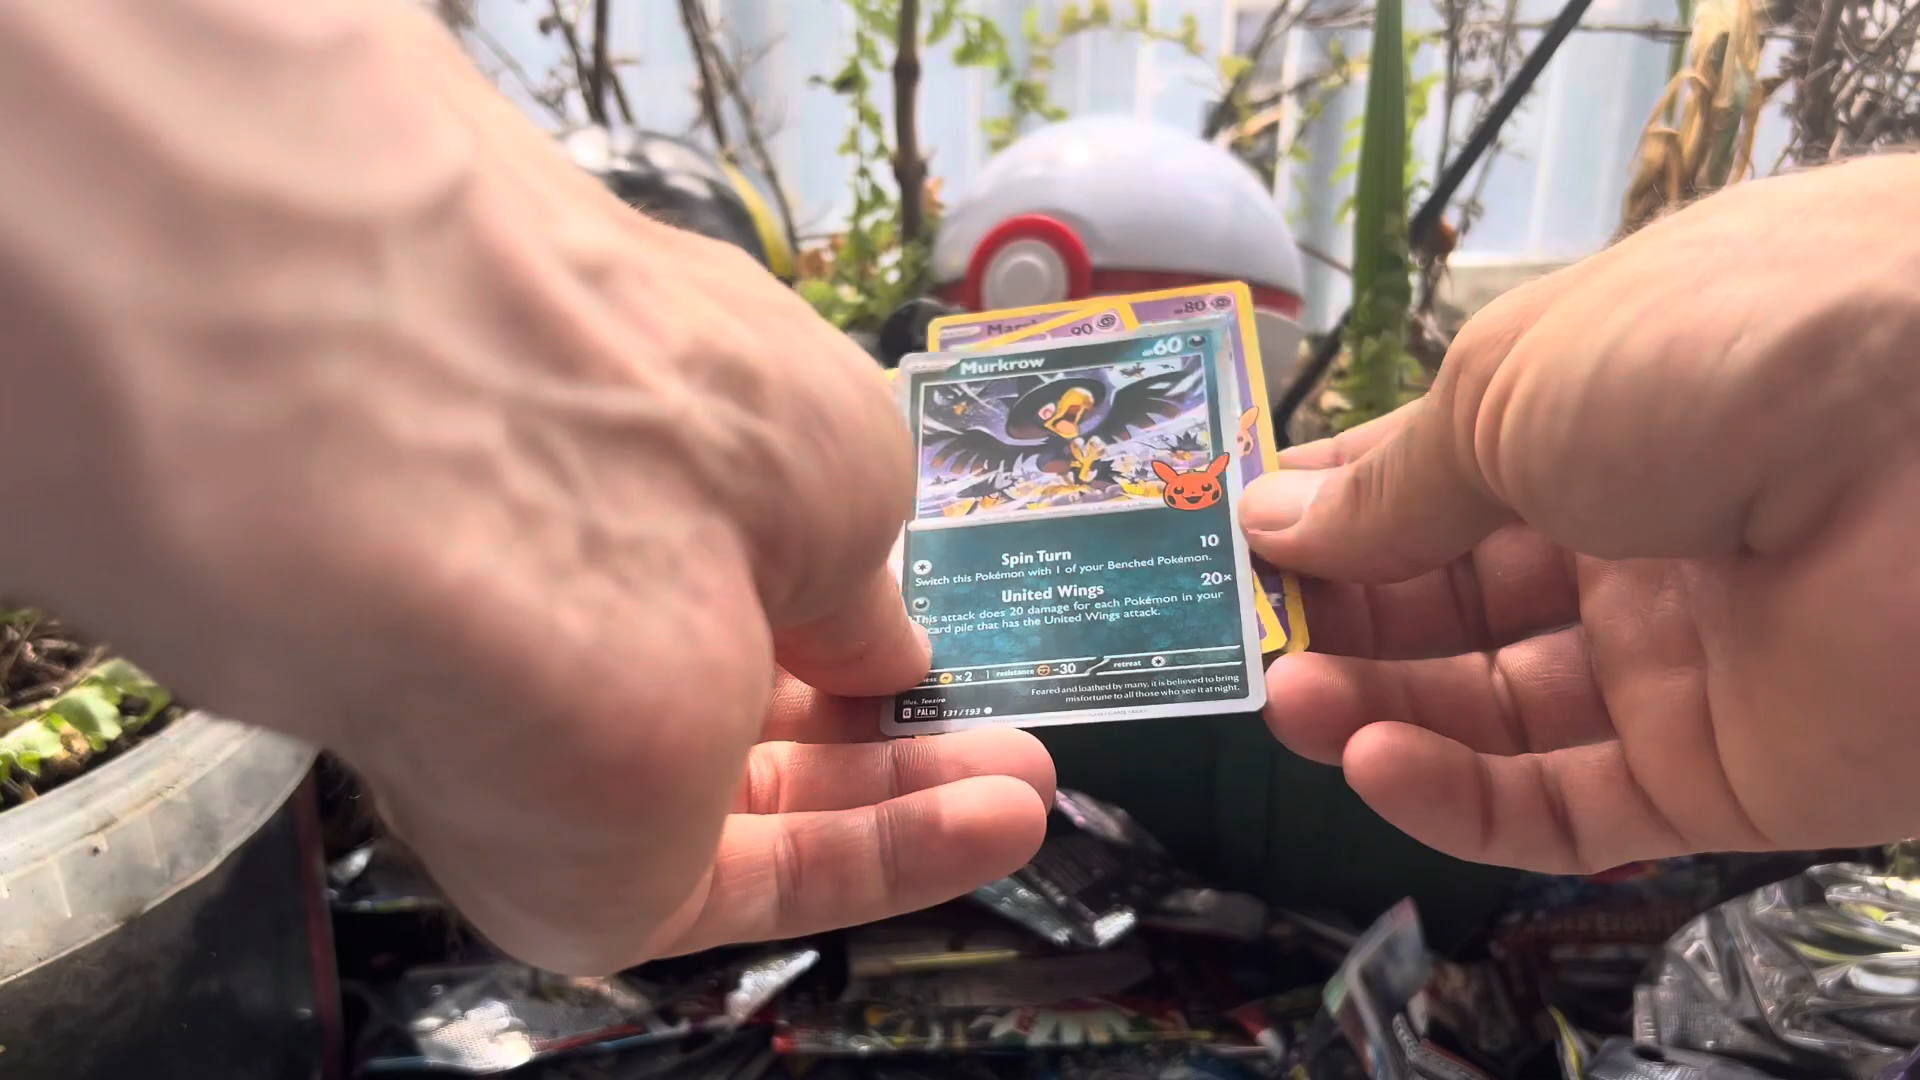 80
90
Murkrow
60
Spin Turn
10
Switch this Pokémon with 1 of your Benched Pokémon.
United Wings
20×
This attack does 20 damage for each Pokémon in your
card pile that has the United Wings attack.
×2
resistance
-30
retreat
Feared and loathed by many, it is believed to bring
misfortune to all those who see it at night.
Illus. Teeziro
G PAL EN 131/193